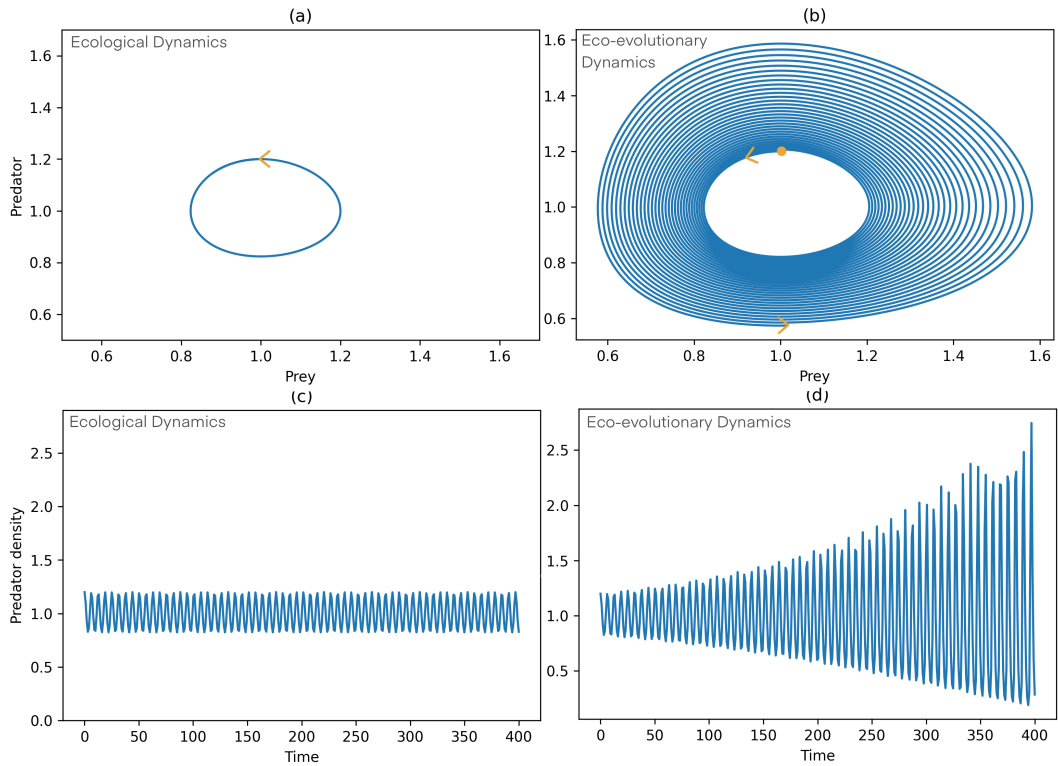 (a)
Ecological Dynamics
1.6
1.4
1.2
1.0
0.8
0.6
Predator
0.6 0.8 1.0 1.2 1.4 1.6
Prey
(b)
Eco-evolutionary
Dynamics
1.6
1.4
1.2
1.0
0.8
0.6
0.6 0.8 1.0 1.2 1.4 1.6
Prey
(c)
Ecological Dynamics
2.5
2.0
1.5
1.0
0.5
0.0
Predator density
0 50 100 150 200 250 300 350 400
Time
(d)
Eco-evolutionary Dynamics
2.5
2.0
1.5
1.0
0.5
0 50 100 150 200 250 300 350 400
Time